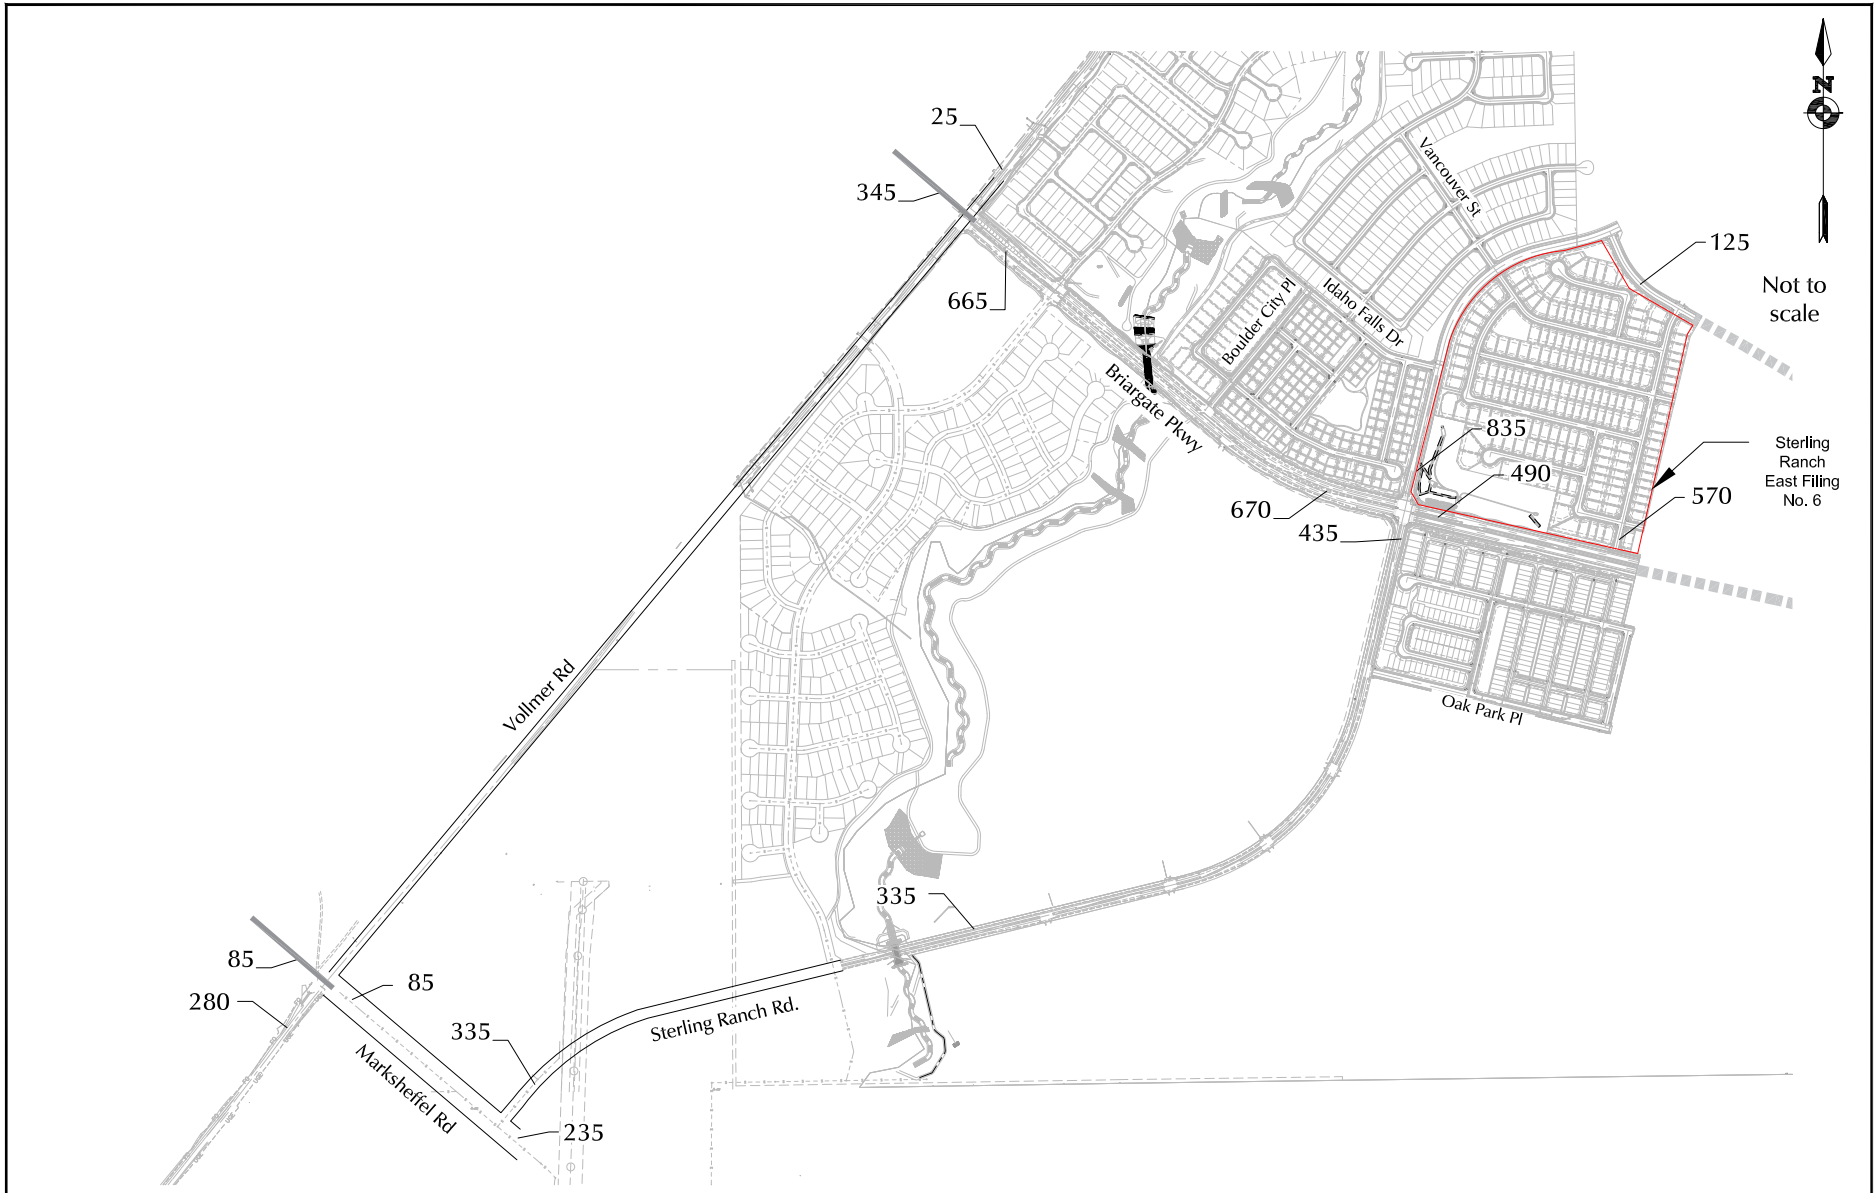 N
25
Vancouver St
345
125
Not to
scale
665
Boulder City Pl
Idaho Falls Dr
Briargate Pkwy
835
Sterling
Ranch
East Filing
No. 6
490
570
670
435
Vollmer Rd
Oak Park Pl
335
85
85
280
335
Sterling Ranch Rd.
Marksheffel Rd
235